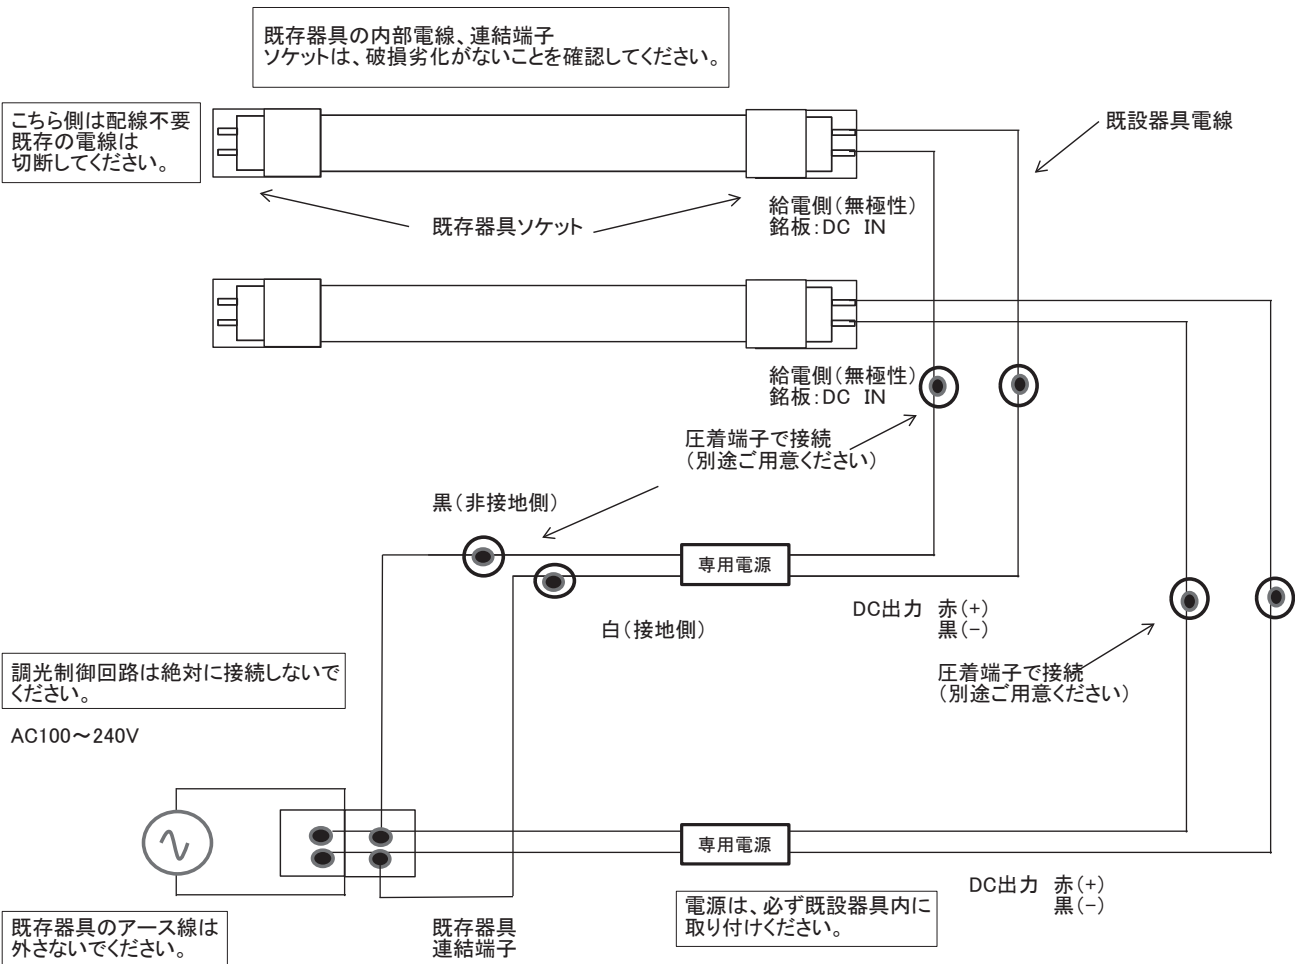 既存器具の内部電線、連結端子
ソケットは、破損劣化がないことを確認してください。
こちら側は配線不要
既存の電線は
切断してください。
既設器具電線
給電側(無極性)
銘板:DC IN
既存器具ソケット
給電側(無極性)
銘板:DC IN
圧着端子で接続
(別途ご用意ください)
黒(非接地側)
専用電源
白(接地側)
DC出力 赤(+)
黒(-)
圧着端子で接続
(別途ご用意ください)
調光制御回路は絶対に接続しないで
ください。
AC100～240V
専用電源
DC出力 赤(+)
黒(-)
電源は、必ず既設器具内に
取り付けください。
既存器具のアース線は
外さないでください。
既存器具
連結端子